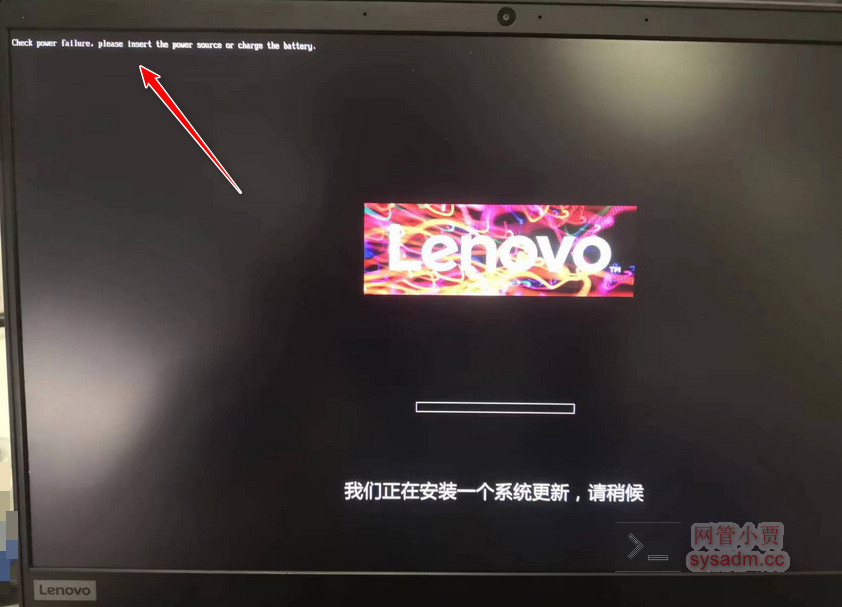 Check power failure, please insert the power source or charge the battery.
Lenovo™
我们正在安装一个系统更新，请稍候
网管小贾
sysadm.cc
Lenovo